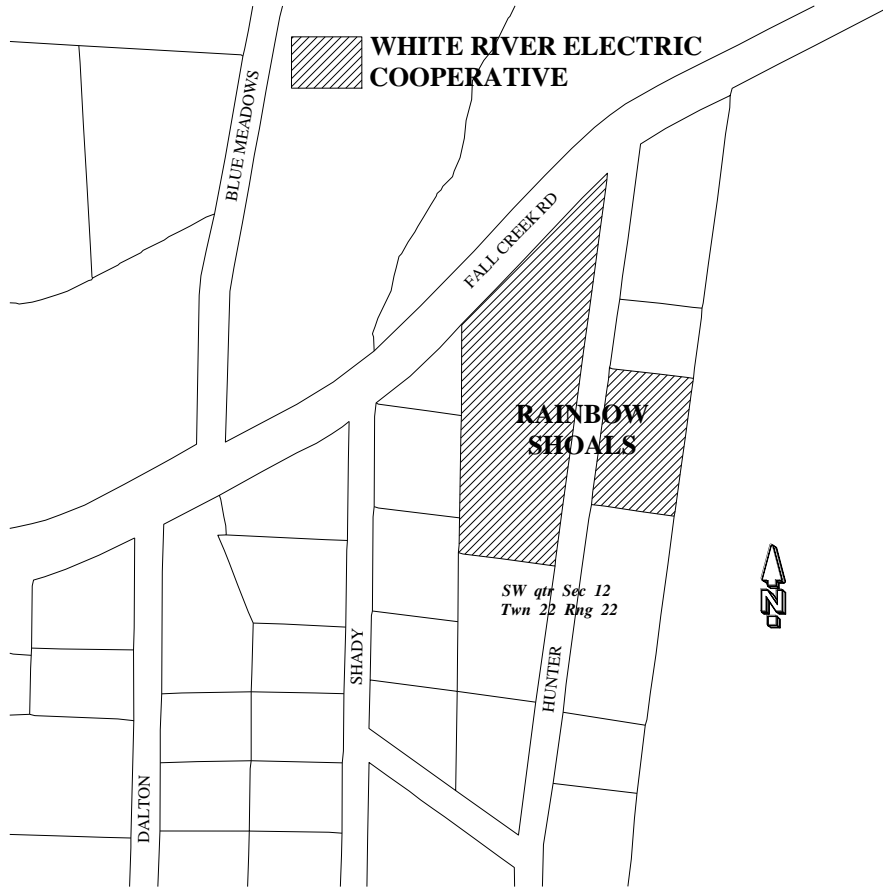 WHITE RIVER ELECTRIC
COOPERATIVE
BLUE MEADOWS
FALL CREEK RD
RAINBOW
SHOALS
SW qtr Sec 12
Twn 22 Rng 22
SHADY
HUNTER
DALTON
N